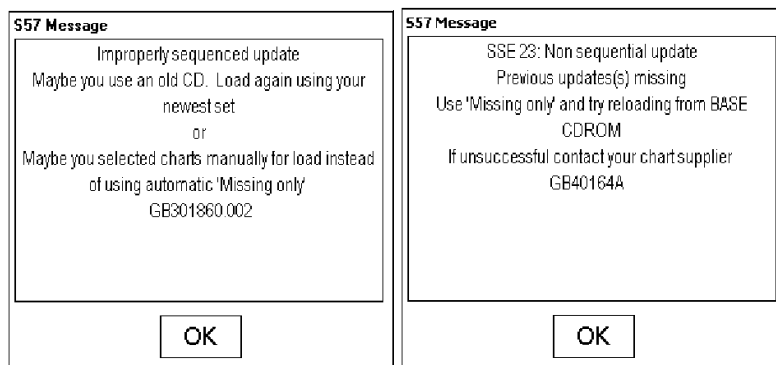 S57 Message
Improperly sequenced update
Maybe you use an old CD. Load again using your
newest set
or
Maybe you selected charts manually for load instead
of using automatic 'Missing only'
GB301860.002
OK
S57 Message
SSE 23: Non sequential update
Previous updates(s) missing
Use 'Missing only' and try reloading from BASE
CDROM
If unsuccessful contact your chart supplier
GB40164A
OK